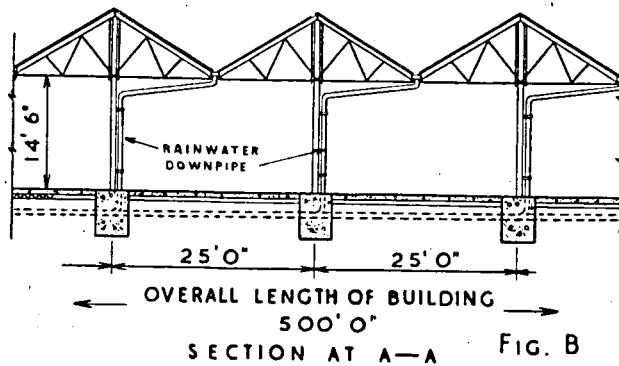 14' 6"
RAINWATER
DOWNPIPE
25' 0" 25' 0"
OVERALL LENGTH OF BUILDING
500' 0"
SECTION AT A—A FIG. B